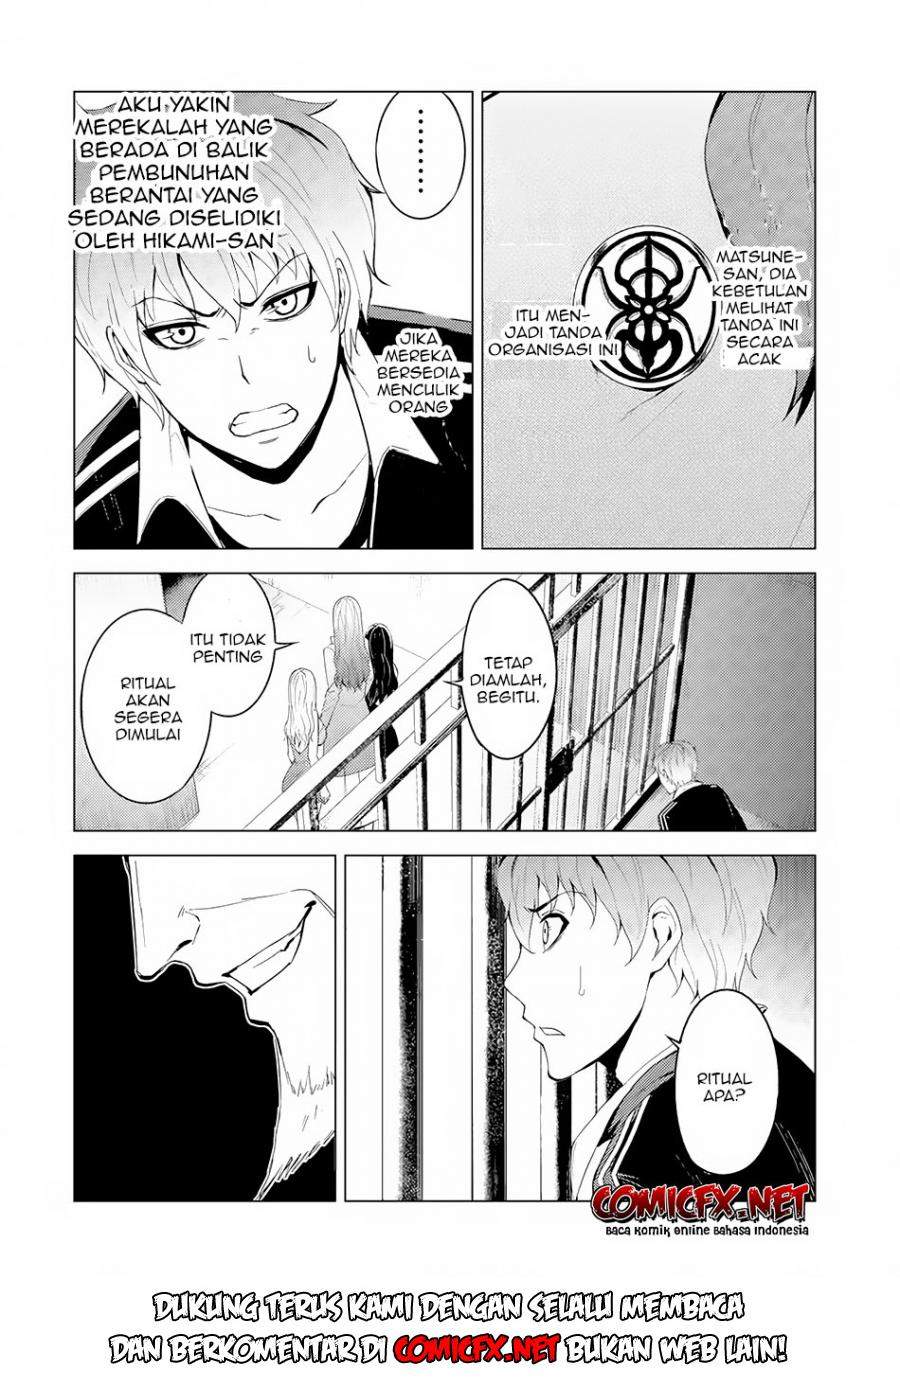 MATSUNE-
SAN, DIA
KEBETULAN
MELIHAT
TANDA INI
SECARA
ACAK
ITU MEN-
JADI TANDA
ORGANISASI INI
........
AKU YAKIN
MEREKALAH YANG
BERADA DI BALIK
PEMBUNUHAN
BERANTAI YANG
SEDANG DISELIDIKI
OLEH HIKAMI-SAN
JIKA
MEREKA
BERSEDIA
MENCULIK
ORANG
TETAP
DIAMLAH,
BEGITU.
ITU TIDAK
PENTING
RITUAL
AKAN
SEGERA
DIMULAI
RITUAL
APA?
COMICFX.NET
BACA KOMIK ONLINE BAHASA INDONESIA
DUKUNG TERUS KAMI DENGAN SELALU MEMBACA
DAN BERKOMENTAR DI COMICFX.NET BUKAN WEB LAIN!